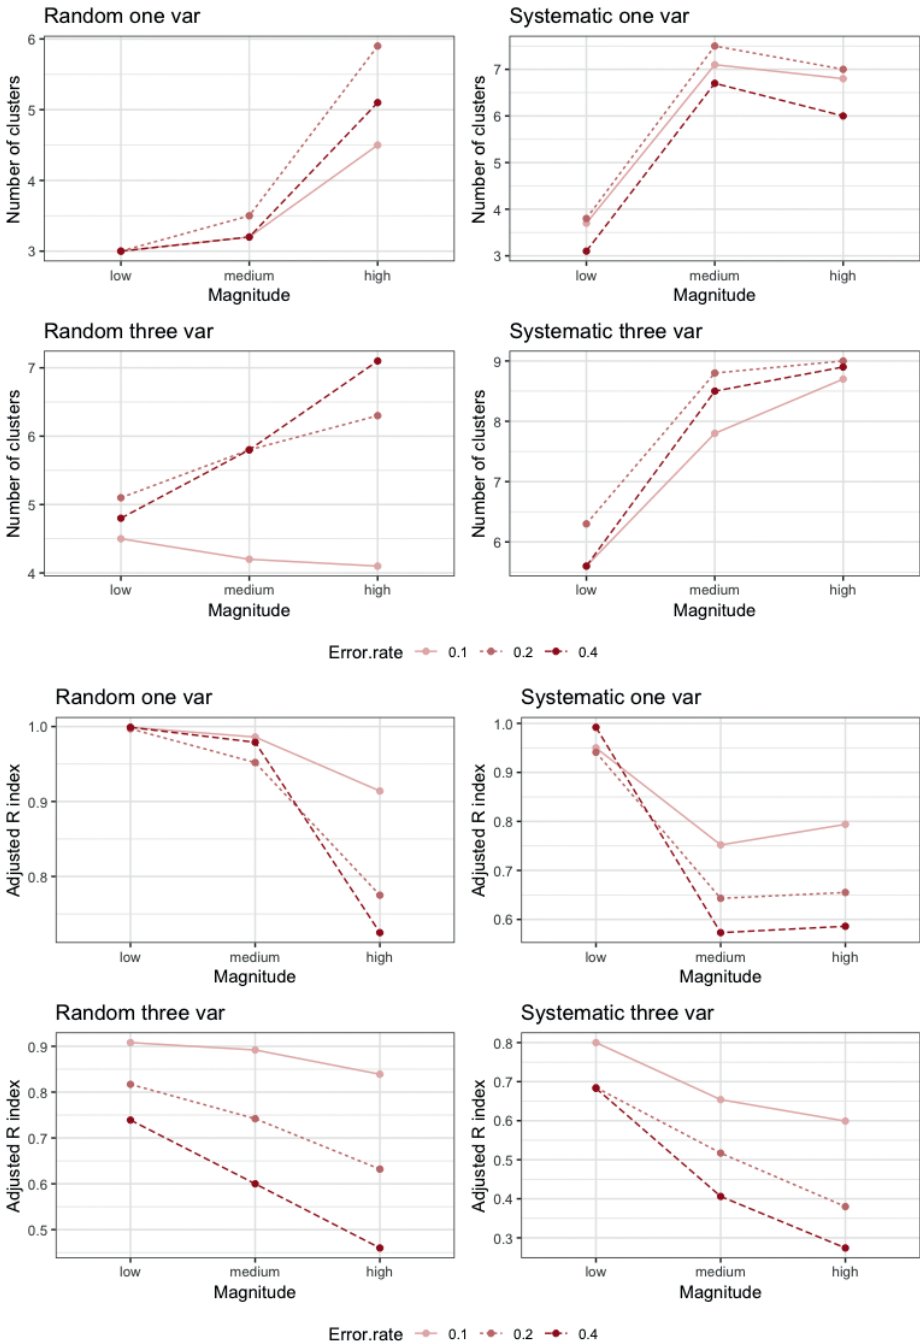 Random one var
Systematic one var
Number of clusters
6
5
4
3
low medium high
Magnitude
Number of clusters
7
6
5
4
3
low medium high
Magnitude
Random three var
Systematic three var
Number of clusters
7
6
5
4
low medium high
Magnitude
Number of clusters
9
8
7
6
low medium high
Magnitude
Error.rate 0.1 0.2 0.4
Random one var
Systematic one var
Adjusted R index
1.0
0.9
0.8
low medium high
Magnitude
Adjusted R index
1.0
0.9
0.8
0.7
0.6
low medium high
Magnitude
Random three var
Systematic three var
Adjusted R index
0.9
0.8
0.7
0.6
0.5
low medium high
Magnitude
Adjusted R index
0.8
0.7
0.6
0.5
0.4
0.3
low medium high
Magnitude
Error.rate 0.1 0.2 0.4